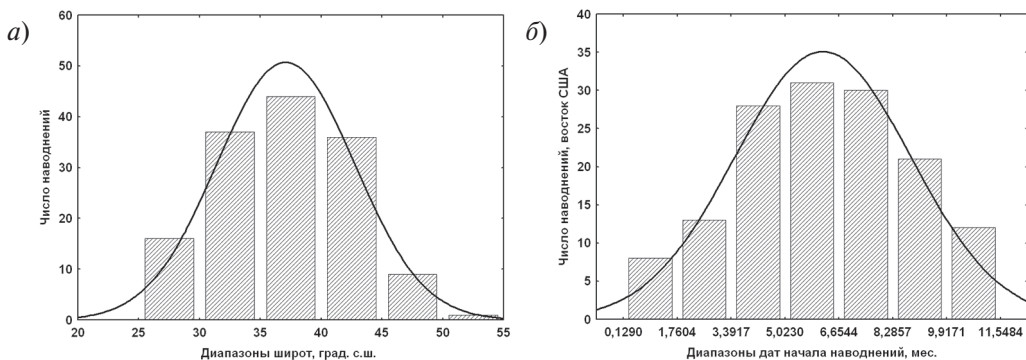 а)
60
50
40
30
20
10
0
Число наводнений
20 25 30 35 40 45 50 55
Диапазоны широт, град. с.ш.
б)
40
35
30
25
20
15
10
5
0
Число наводнений, восток США
0,1290 1,7604 3,3917 5,0230 6,6544 8,2857 9,9171 11,5484
Диапазоны дат начала наводнений, мес.